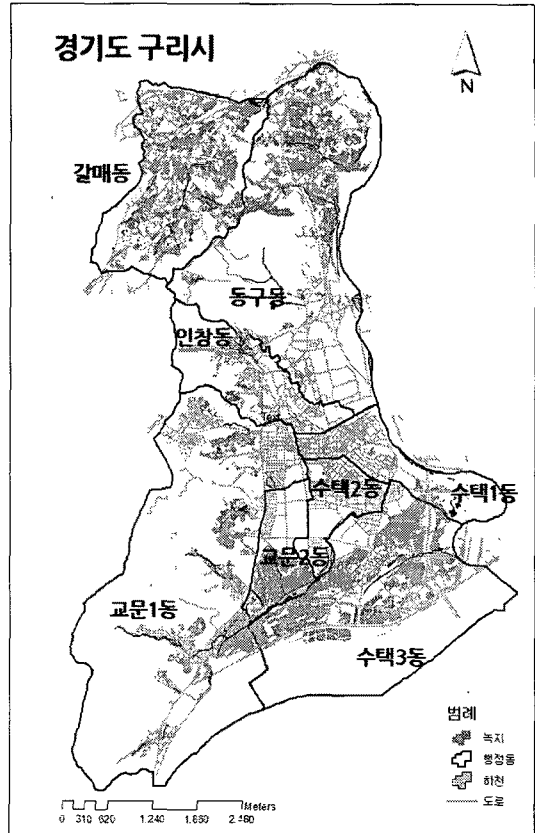 경기도 구리시
N
갈매동
동구동
인창동
수택2동
수택1동
교문2동
교문1동
수택3동
범례
녹지
행정동
하천
도로
Meters
0 310 620 1,240 1,860 2,480